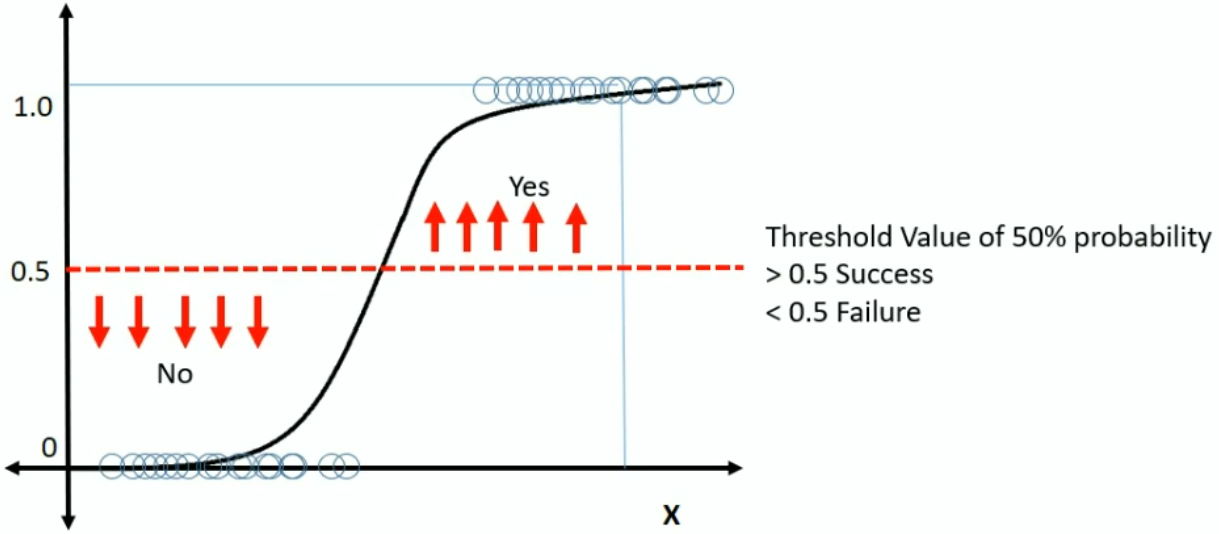 1.0
Yes
Threshold Value of 50% probability
0.5
> 0.5 Success
< 0.5 Failure
No
0
X